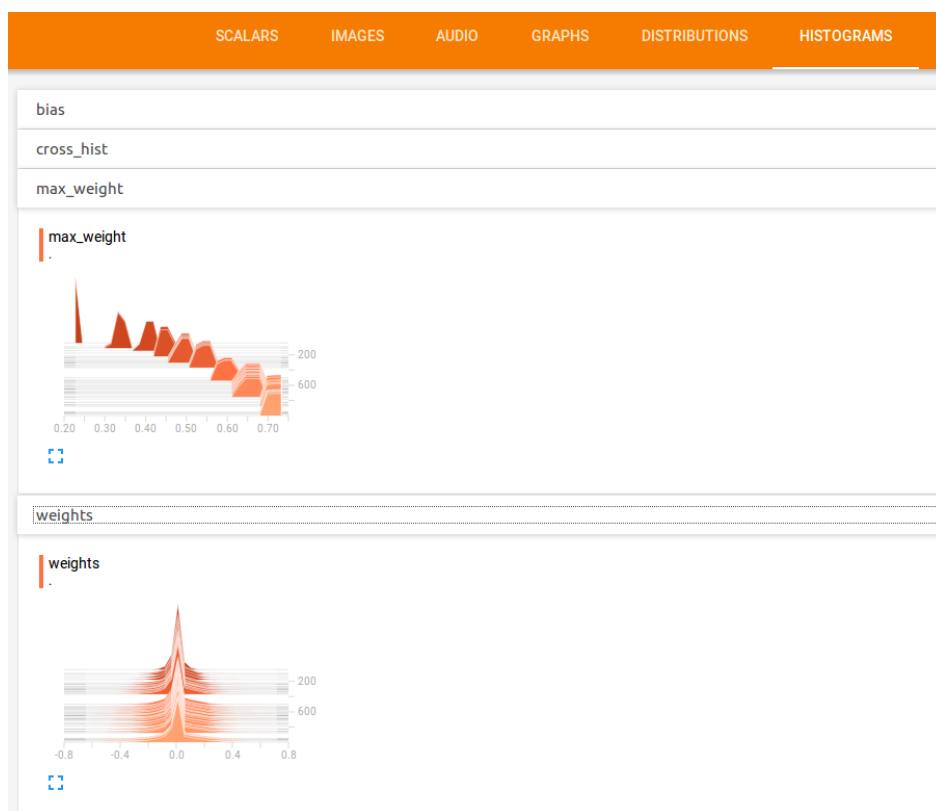 SCALARS IMAGES AUDIO GRAPHS DISTRIBUTIONS HISTOGRAMS
bias
cross_hist
max_weight
max_weight
.
200
600
0.20 0.30 0.40 0.50 0.60 0.70
weights
weights
.
200
600
-0.8 -0.4 0.0 0.4 0.8